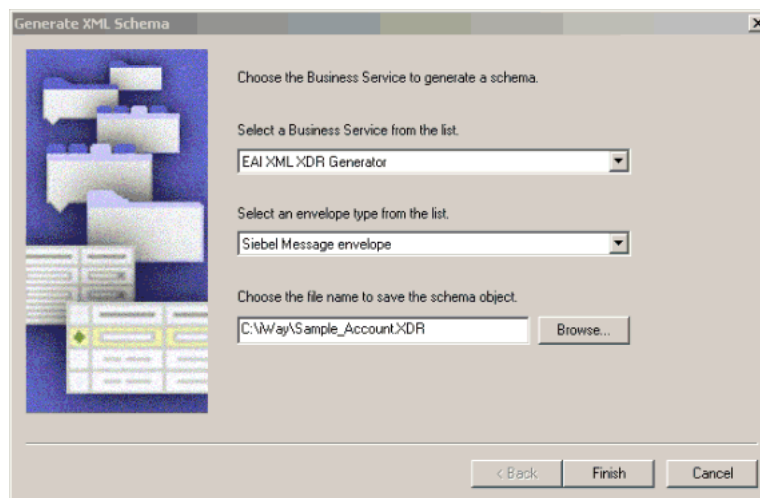 Generate XML Schema
Choose the Business Service to generate a schema.
Select a Business Service from the list.
EAI XML XDR Generator
Select an envelope type from the list.
Siebel Message envelope
Choose the file name to save the schema object.
C:\iWay\Sample_Account.XDR
Browse...
< Back
Finish
Cancel